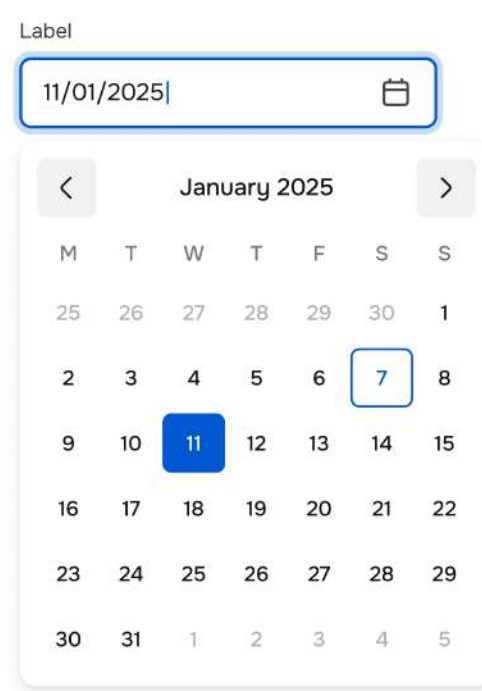 Label
11/01/2025
January 2025
M T W T F S S
25 26 27 28 29 30 1
2 3 4 5 6 7 8
9 10 11 12 13 14 15
16 17 18 19 20 21 22
23 24 25 26 27 28 29
30 31 1 2 3 4 5